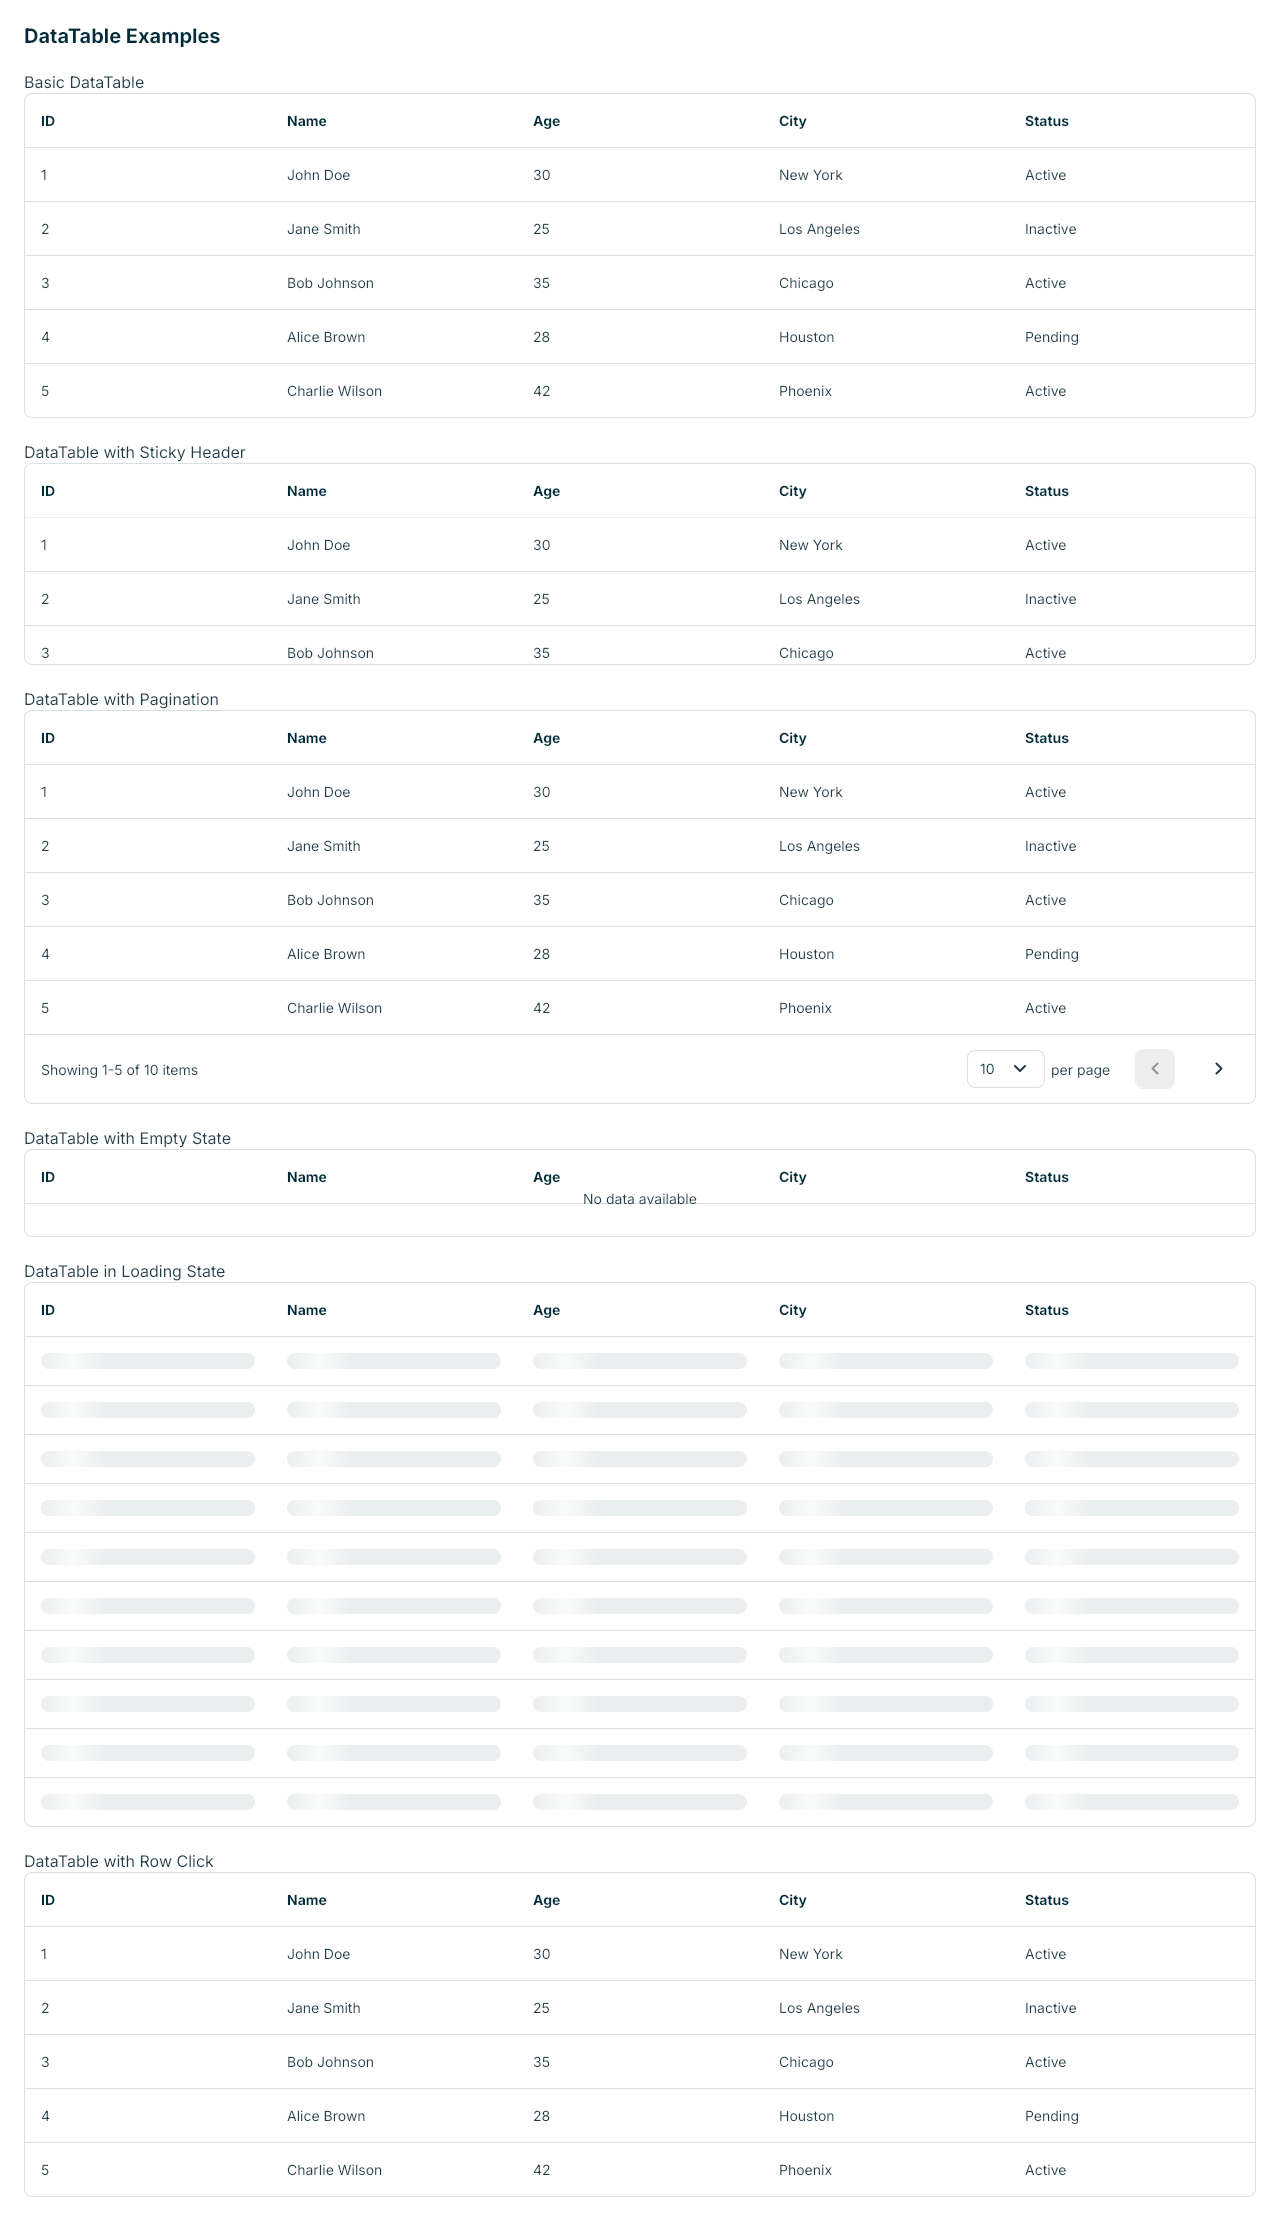 DataTable Examples
Basic DataTable
ID Name Age City Status
1 John Doe 30 New York Active
2 Jane Smith 25 Los Angeles Inactive
3 Bob Johnson 35 Chicago Active
4 Alice Brown 28 Houston Pending
5 Charlie Wilson 42 Phoenix Active
DataTable with Sticky Header
ID Name Age City Status
1 John Doe 30 New York Active
2 Jane Smith 25 Los Angeles Inactive
3 Bob Johnson 35 Chicago Active
DataTable with Pagination
ID Name Age City Status
1 John Doe 30 New York Active
2 Jane Smith 25 Los Angeles Inactive
3 Bob Johnson 35 Chicago Active
4 Alice Brown 28 Houston Pending
5 Charlie Wilson 42 Phoenix Active
Showing 1-5 of 10 items 10 per page
DataTable with Empty State
ID Name Age City Status
No data available
DataTable in Loading State
ID Name Age City Status
DataTable with Row Click
ID Name Age City Status
1 John Doe 30 New York Active
2 Jane Smith 25 Los Angeles Inactive
3 Bob Johnson 35 Chicago Active
4 Alice Brown 28 Houston Pending
5 Charlie Wilson 42 Phoenix Active